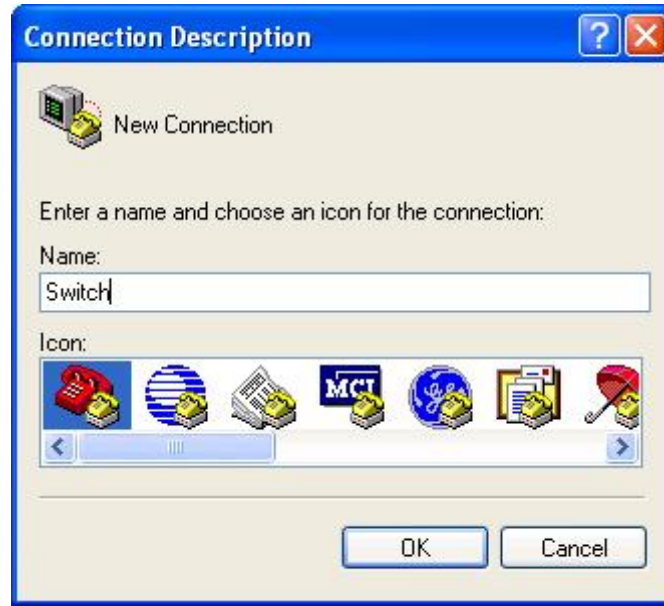 Connection Description
New Connection
Enter a name and choose an icon for the connection:
Name:
Switch
Icon:
MCI
OK
Cancel